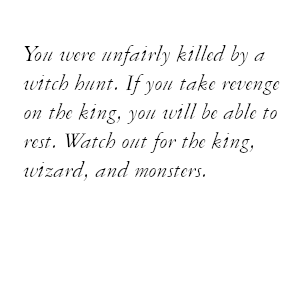 You were unfairly killed by a
witch hunt. If you take revenge
on the king, you will be able to
rest. Watch out for the king,
wizard, and monsters.